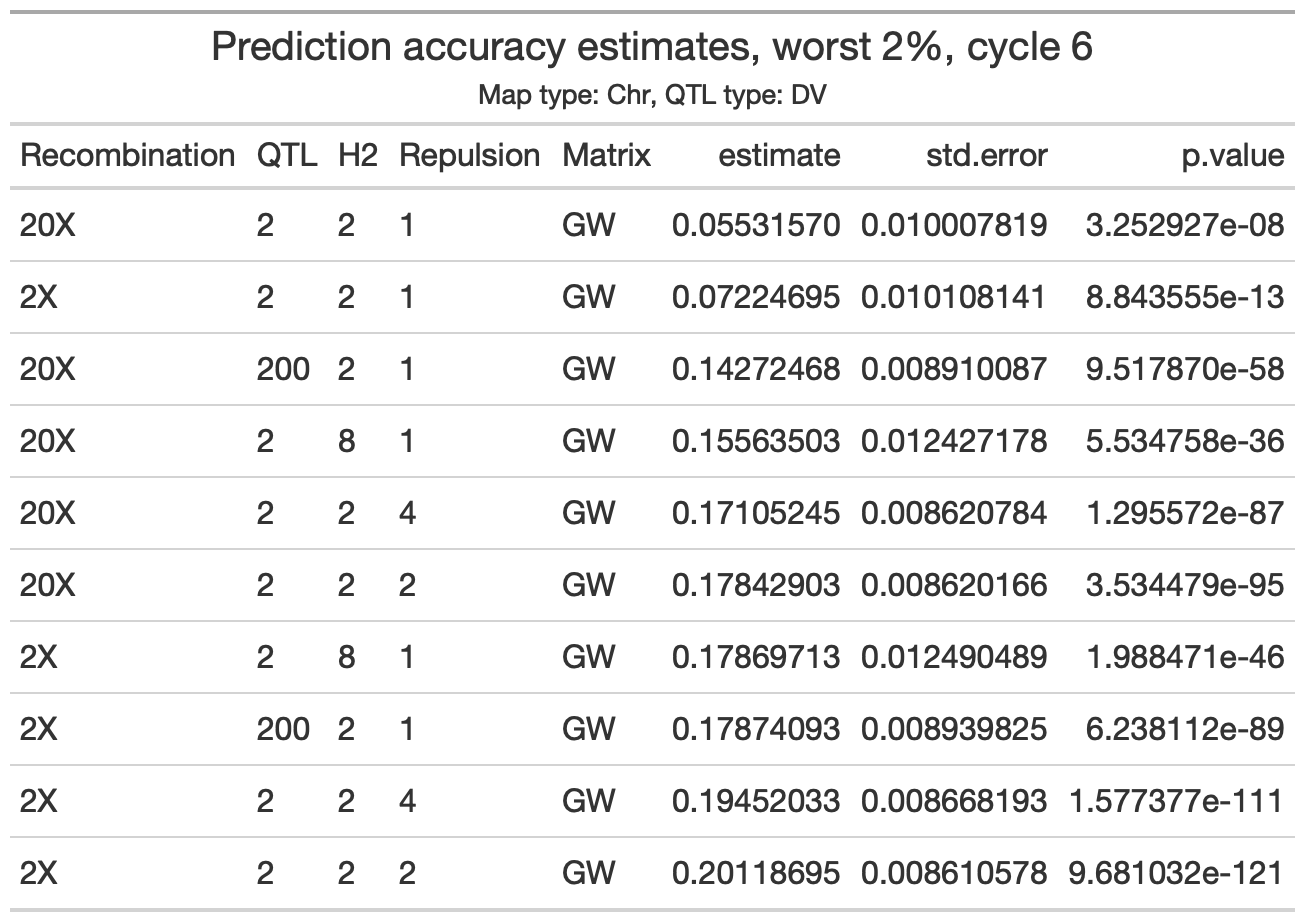 Prediction accuracy estimates, worst 2%, cycle 6
Map type: Chr, QTL type: DV
Recombination QTL H2 Repulsion Matrix estimate std.error p.value
20X 2 2 1 GW 0.05531570 0.010007819 3.252927e-08
2X 2 2 1 GW 0.07224695 0.010108141 8.843555e-13
20X 200 2 1 GW 0.14272468 0.008910087 9.517870e-58
20X 2 8 1 GW 0.15563503 0.012427178 5.534758e-36
20X 2 2 4 GW 0.17105245 0.008620784 1.295572e-87
20X 2 2 2 GW 0.17842903 0.008620166 3.534479e-95
2X 2 8 1 GW 0.17869713 0.012490489 1.988471e-46
2X 200 2 1 GW 0.17874093 0.008939825 6.238112e-89
2X 2 2 4 GW 0.19452033 0.008668193 1.577377e-111
2X 2 2 2 GW 0.20118695 0.008610578 9.681032e-121